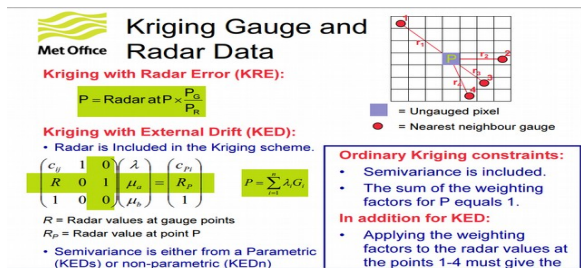 Met Office
Kriging Gauge and
Radar Data
Kriging with Radar Error (KRE):
P = Radar at P × P_G / P_R
Kriging with External Drift (KED):
• Radar is Included in the Kriging scheme.
( c_ij 1 0 ) ( λ ) ( c_Pi )
( R 0 1 ) ( μ_a ) = ( R_P )
( 1 0 0 ) ( μ_b ) ( 1 )
P = Σ_{i=1}^{n} λ_i G_i
R = Radar values at gauge points
R_P = Radar value at point P
• Semivariance is either from a Parametric
(KEDs) or non-parametric (KEDn)
1
r_1
P
r_2
2
r_3
3
r_4
4
= Ungauged pixel
= Nearest neighbour gauge
Ordinary Kriging constraints:
• Semivariance is included.
• The sum of the weighting
factors for P equals 1.
In addition for KED:
• Applying the weighting
factors to the radar values at
the points 1-4 must give the